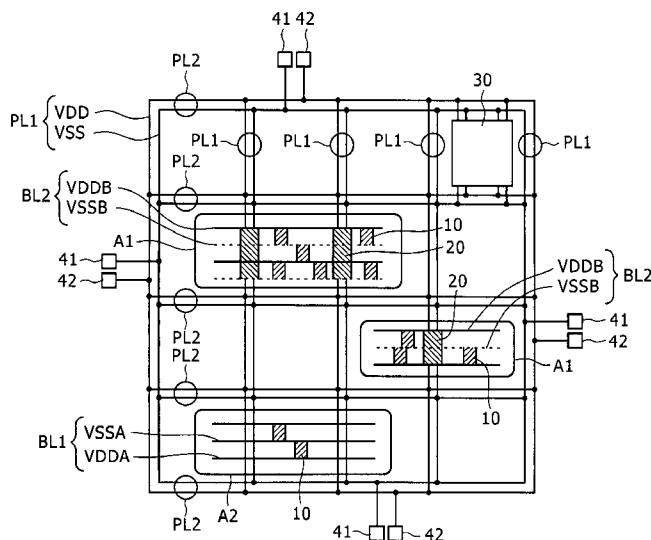 41 42
PL2
30
PL1 { VDD
VSS
PL1 PL1 PL1 PL1
PL2
BL2 { VDDB
VSSB
10
A1
20
41
42
VDDB } BL2
VSSB
20
PL2
41
42
PL2
A1
10
BL1 { VSSA
VDDA
PL2 A2 10
41 42